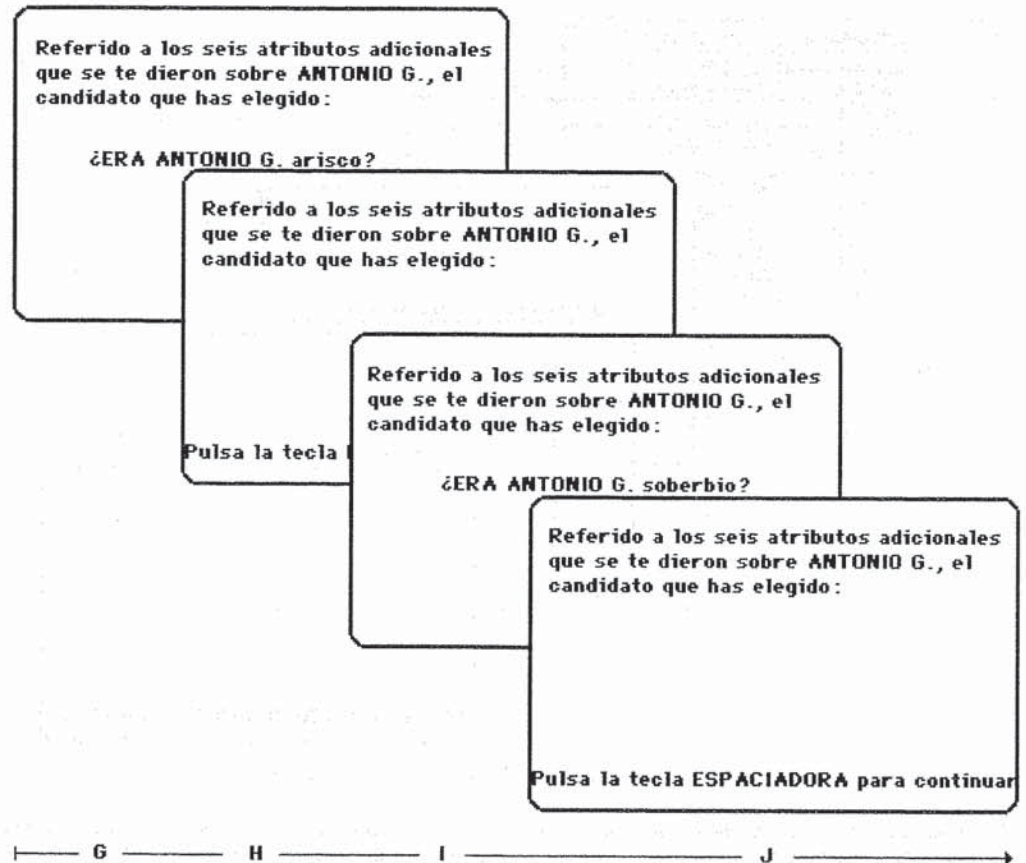 Referido a los seis atributos adicionales
que se te dieron sobre ANTONIO G., el
candidato que has elegido:
¿ERA ANTONIO G. arisco?
Referido a los seis atributos adicionales
que se te dieron sobre ANTONIO G., el
candidato que has elegido:
Pulsa la tecla
Referido a los seis atributos adicionales
que se te dieron sobre ANTONIO G., el
candidato que has elegido:
¿ERA ANTONIO G. soberbio?
Referido a los seis atributos adicionales
que se te dieron sobre ANTONIO G., el
candidato que has elegido:
Pulsa la tecla ESPACIADORA para continuar
G H I J